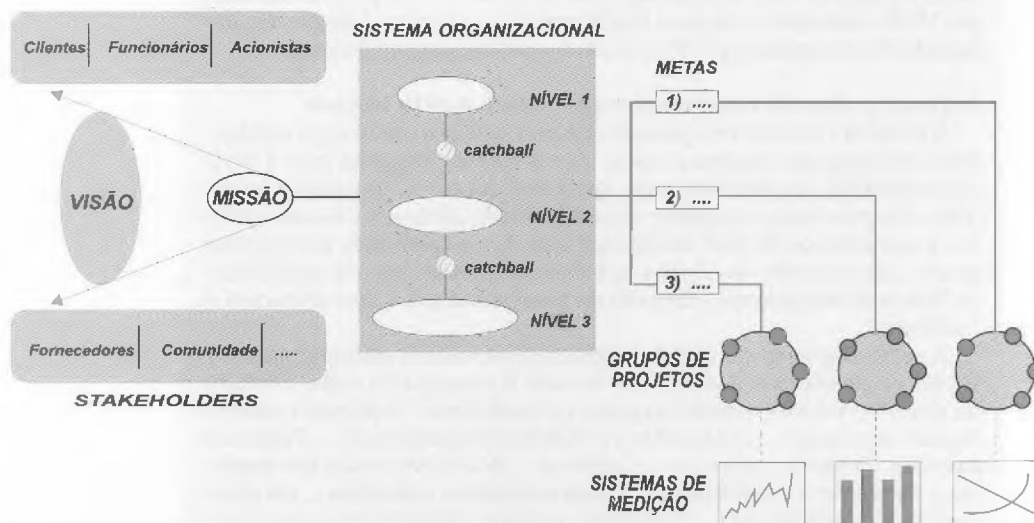 Clientes Funcionários Acionistas
VISÃO
MISSÃO
Fornecedores Comunidade .....
STAKEHOLDERS
SISTEMA ORGANIZACIONAL
NÍVEL 1
catchball
NÍVEL 2
catchball
NÍVEL 3
METAS
1) ....
2) ....
3) ....
GRUPOS DE
PROJETOS
SISTEMAS DE
MEDIÇÃO